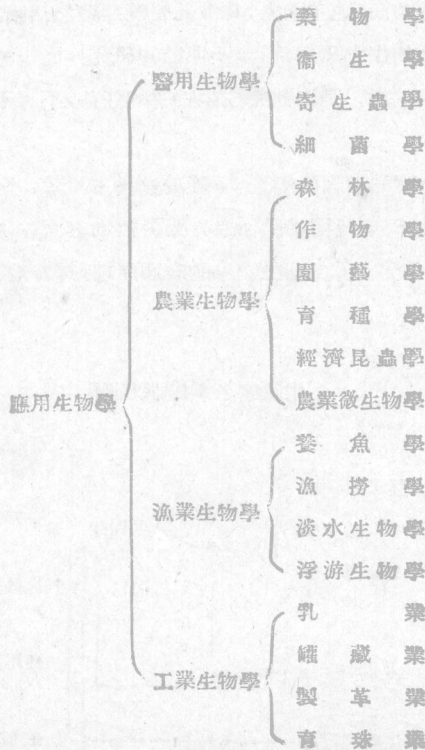 藥物學
衞生學
醫用生物學
寄生蟲學
細菌學
森林學
作物學
園藝學
農業生物學
育種學
經濟昆蟲學
應用生物學
農業微生物學
養魚學
漁撈學
漁業生物學
淡水生物學
浮游生物學
乳業
罐藏業
工業生物學
製革業
育珠業